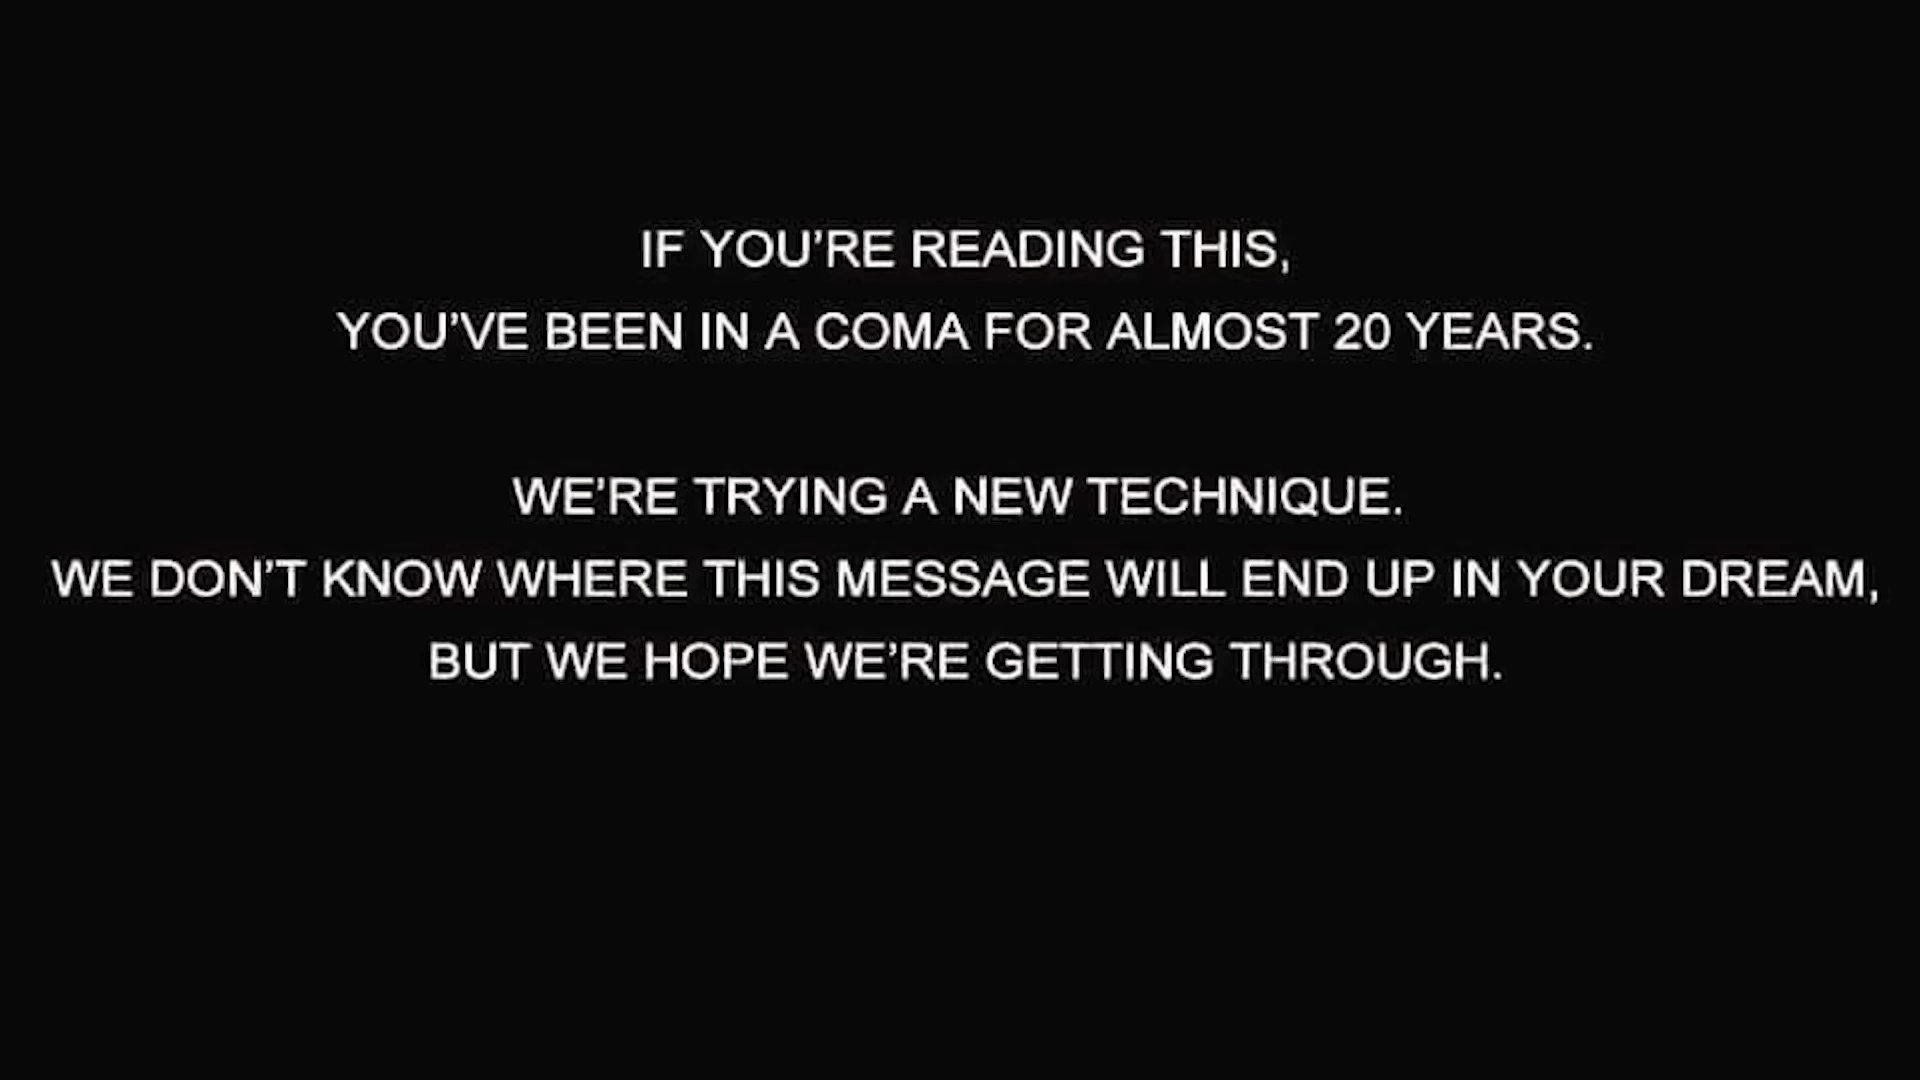 IF YOU’RE READING THIS,
YOU’VE BEEN IN A COMA FOR ALMOST 20 YEARS.
WE’RE TRYING A NEW TECHNIQUE.
WE DON’T KNOW WHERE THIS MESSAGE WILL END UP IN YOUR DREAM,
BUT WE HOPE WE’RE GETTING THROUGH.